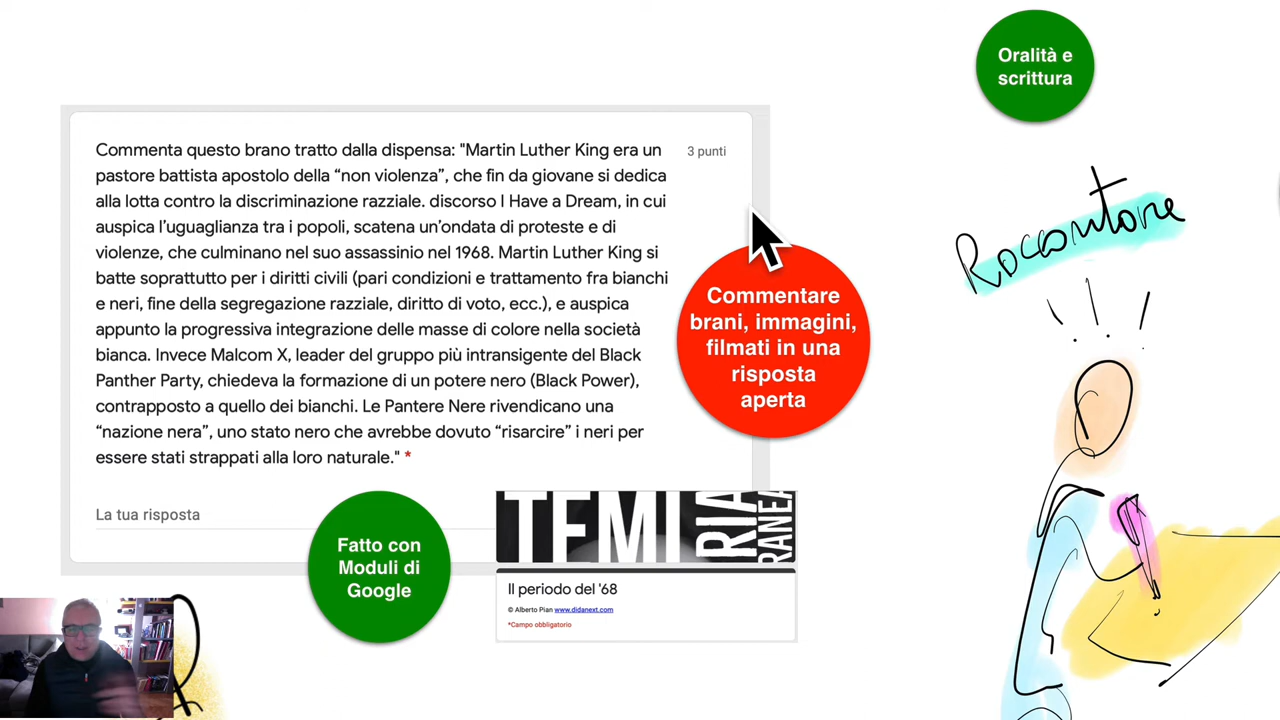 Oralità e
scrittura
Commenta questo brano tratto dalla dispensa: "Martin Luther King era un
3 punti
pastore battista apostolo della “non violenza”, che fin da giovane si dedica
alla lotta contro la discriminazione razziale. discorso I Have a Dream, in cui
auspica l’uguaglianza tra i popoli, scatena un’ondata di proteste e di
violenze, che culminano nel suo assassinio nel 1968. Martin Luther King si
batte soprattutto per i diritti civili (pari condizioni e trattamento fra bianchi
e neri, fine della segregazione razziale, diritto di voto, ecc.), e auspica
appunto la progressiva integrazione delle masse di colore nella società
bianca. Invece Malcom X, leader del gruppo più intransigente del Black
Panther Party, chiedeva la formazione di un potere nero (Black Power),
contrapposto a quello dei bianchi. Le Pantere Nere rivendicano una
“nazione nera”, uno stato nero che avrebbe dovuto “risarcire” i neri per
essere stati strappati alla loro naturale." *
La tua risposta
Commentare
brani, immagini,
filmati in una
risposta
aperta
Raccontare
Fatto con
Moduli di
Google
TEMI
RIA
RANEA
Il periodo del '68
© Alberto Pian www.didanext.com
*Campo obbligatorio